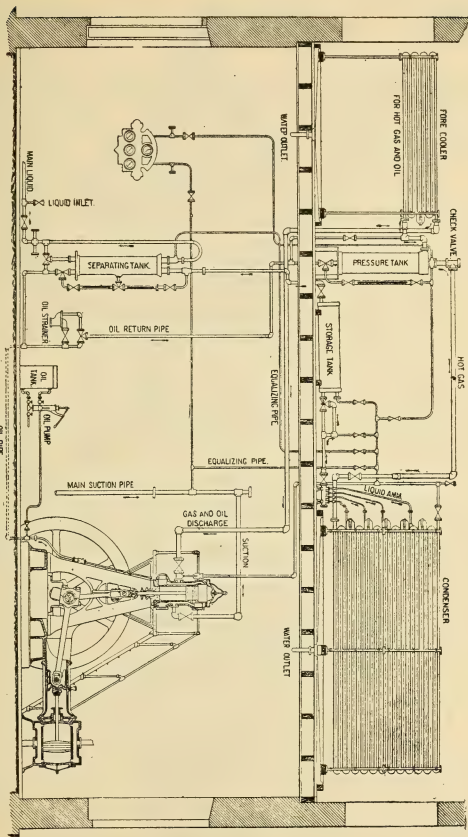 FORE COOLER
FOR HOT GAS AND OIL
WATER OUTLET.
CHECK VALVE
PRESSURE TANK
HOT GAS
MAIN LIQUID
LIQUID INLET.
SEPARATING TANK.
OIL STRAINER
OIL RETURN PIPE
STORAGE TANK
EQUALIZING PIPE
OIL TANK
OIL PUMP
OIL PIPE
EQUALIZING PIPE.
MAIN SUCTION PIPE
GAS AND OIL
DISCHARGE
SUCTION
LIQUID AMM.
CONDENSER
WATER OUTLET